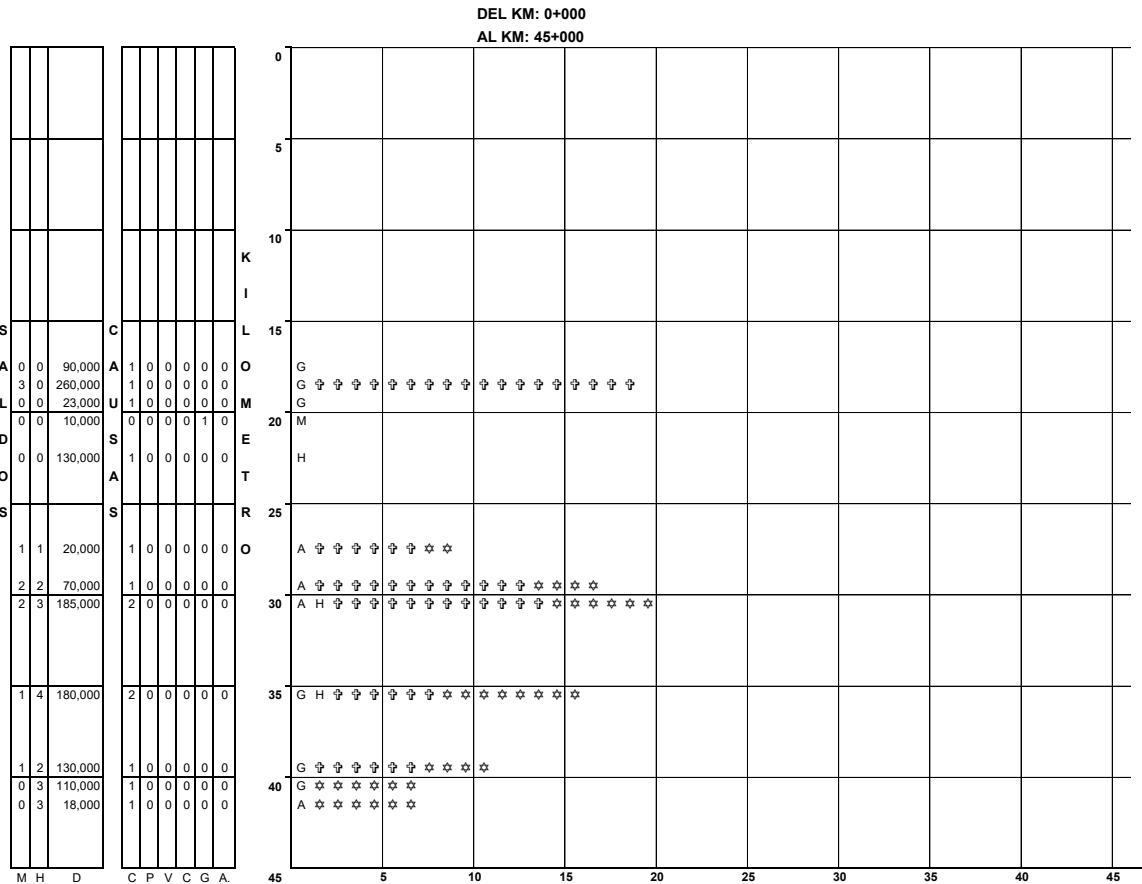 DEL KM: 0+000
AL KM: 45+000
0
5
10
K
I
S C L 15
A 0 0 90,000 A 1 0 0 0 0 0 O G
3 0 260,000 1 0 0 0 0 0 G ✞ ✞ ✞ ✞ ✞ ✞ ✞ ✞ ✞ ✞ ✞ ✞ ✞ ✞ ✞ ✞ ✞ ✞
L 0 0 23,000 U 1 0 0 0 0 0 M G
0 0 10,000 0 0 0 0 1 0 20 M
D S E
0 0 130,000 1 0 0 0 0 0 H
O A T
S S R 25
1 1 20,000 1 0 0 0 0 0 O A ✞ ✞ ✞ ✞ ✞ ✞ ✡ ✡
2 2 70,000 1 0 0 0 0 0 A ✞ ✞ ✞ ✞ ✞ ✞ ✞ ✞ ✞ ✞ ✞ ✞ ✡ ✡ ✡ ✡
2 3 185,000 2 0 0 0 0 0 30 A H ✞ ✞ ✞ ✞ ✞ ✞ ✞ ✞ ✞ ✞ ✞ ✞ ✡ ✡ ✡ ✡ ✡ ✡
1 4 180,000 2 0 0 0 0 0 35 G H ✞ ✞ ✞ ✞ ✞ ✞ ✡ ✡ ✡ ✡ ✡ ✡ ✡ ✡
1 2 130,000 1 0 0 0 0 0 G ✞ ✞ ✞ ✞ ✞ ✞ ✡ ✡ ✡ ✡
0 3 110,000 1 0 0 0 0 0 40 G ✡ ✡ ✡ ✡ ✡ ✡
0 3 18,000 1 0 0 0 0 0 A ✡ ✡ ✡ ✡ ✡ ✡
M H D C P V C G A. 45 5 10 15 20 25 30 35 40 45